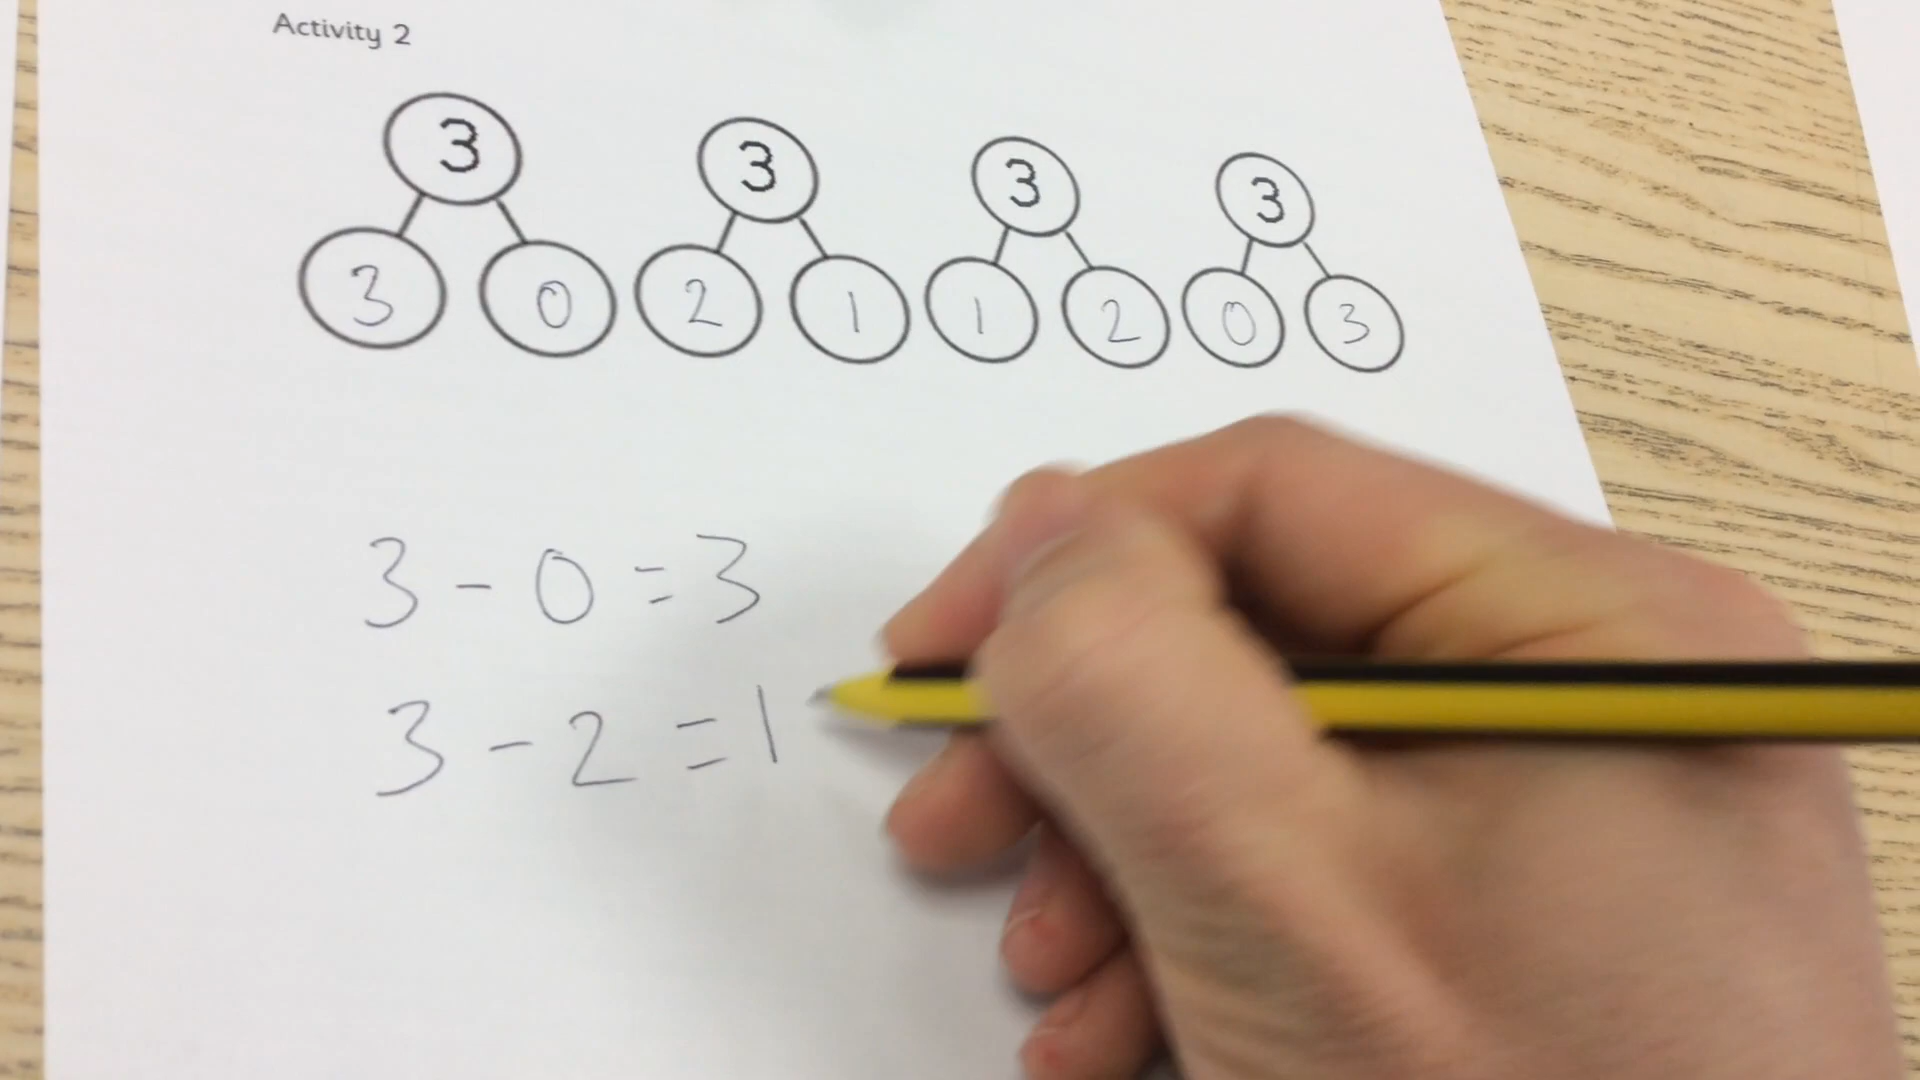 Activity 2
3 3 3 3
3 0 2 1 1 2 0 3
3 - 0 = 3
3 - 2 = 1